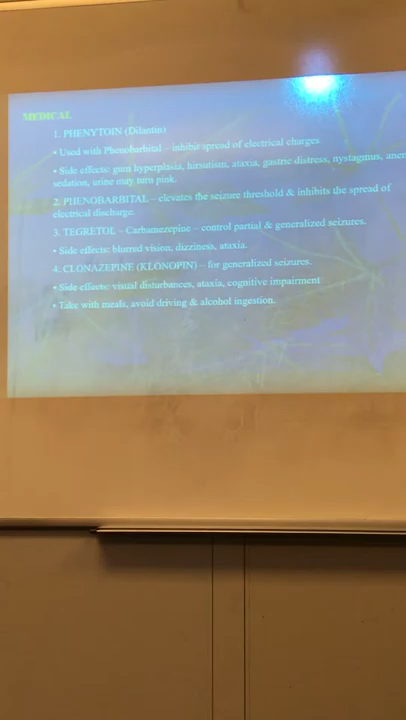 MEDICAL
1. PHENYTOIN (Dilantin)
• Used with Phenobarbital – inhibit spread of electrical charges
• Side effects: gum hyperplasia, hirsutism, ataxia, gastric distress, nystagmus,
sedation, urine may turn pink.
2. PHENOBARBITAL – elevates the seizure threshold & inhibits the spread of
electrical discharge.
3. TEGRETOL – Carbamezepine – control partial & generalized seizures.
• Side effects: blurred vision, dizziness, ataxia.
4. CLONAZEPINE (KLONOPIN) – for generalized seizures.
• Side effects: visual disturbances, ataxia, cognitive impairment
• Take with meals, avoid driving & alcohol ingestion.